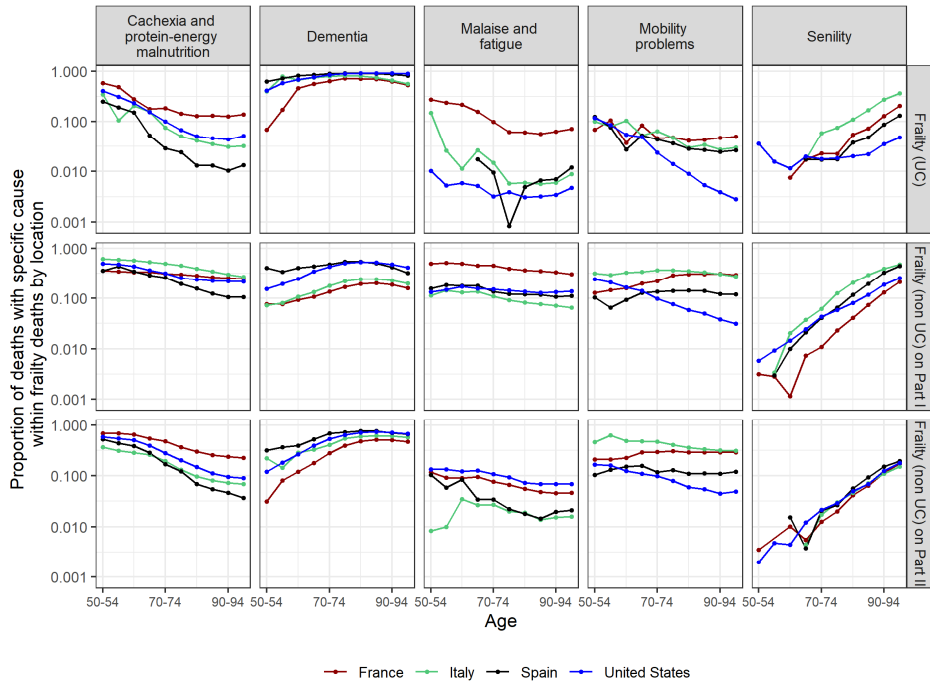 Cachexia and
protein-energy
malnutrition
Dementia
Malaise and
fatigue
Mobility
problems
Senility
Proportion of deaths with specific cause
within frailty deaths by location
1.000
0.100
0.010
0.001
Frailty (UC)
1.000
0.100
0.010
0.001
Frailty (non UC) on Part I
1.000
0.100
0.010
0.001
Frailty (non UC) on Part II
50-54 70-74 90-94 50-54 70-74 90-94 50-54 70-74 90-94 50-54 70-74 90-94 50-54 70-74 90-94
Age
France Italy Spain United States